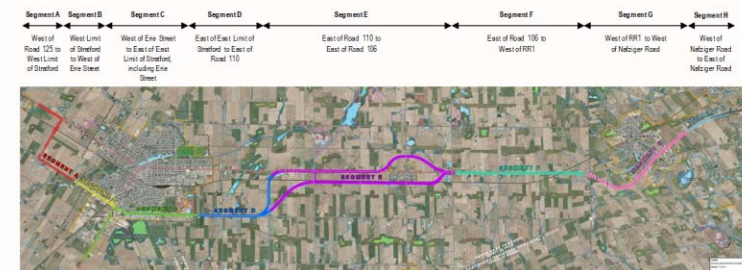 Segment A
West of
Road 125 to
West Limit
of Stratford
Segment B
West Limit
of Stratford
to West of
Erie Street
Segment C
West of Erie Street
to East of East
Limit of Stratford,
including Erie
Street
Segment D
East of East Limit of
Stratford to East of
Road 110
Segment E
East of Road 110 to
East of Road 106
Segment F
East of Road 106 to
West of RR1
Segment G
West of RR1 to West
of Nafziger Road
Segment H
West of
Nafziger Road
to East of
Nafziger Road
SEGMENT A
SEGMENT D
SEGMENT E
SEGMENT F